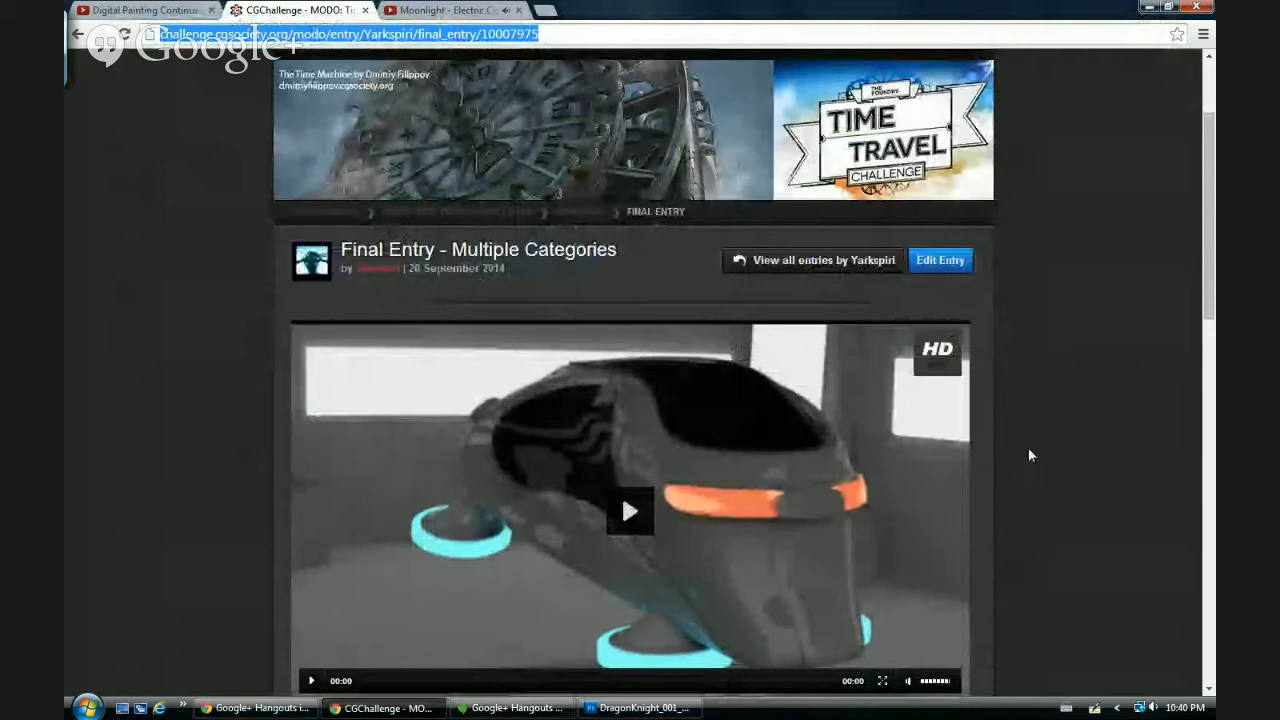 Digital Painting Continu
CGChallenge - MODO: Ti
Moonlight - Electric Ce
challenge.cgsociety.org/modo/entry/Yarkspiri/final_entry/10007975
Google+
The Time Machine by Dmitriy Filippov
dmitriyfilippov.cgsociety.org
THE FOUNDRY
TIME
TRAVEL
CHALLENGE
FINAL ENTRY
Final Entry - Multiple Categories
by | 20 September 2014
View all entries by Yarkspiri
Edit Entry
HD
00:00
00:00
Google+ Hangouts i...
CGChallenge - MO...
Google+ Hangouts ...
DragonKnight_001_...
10:40 PM